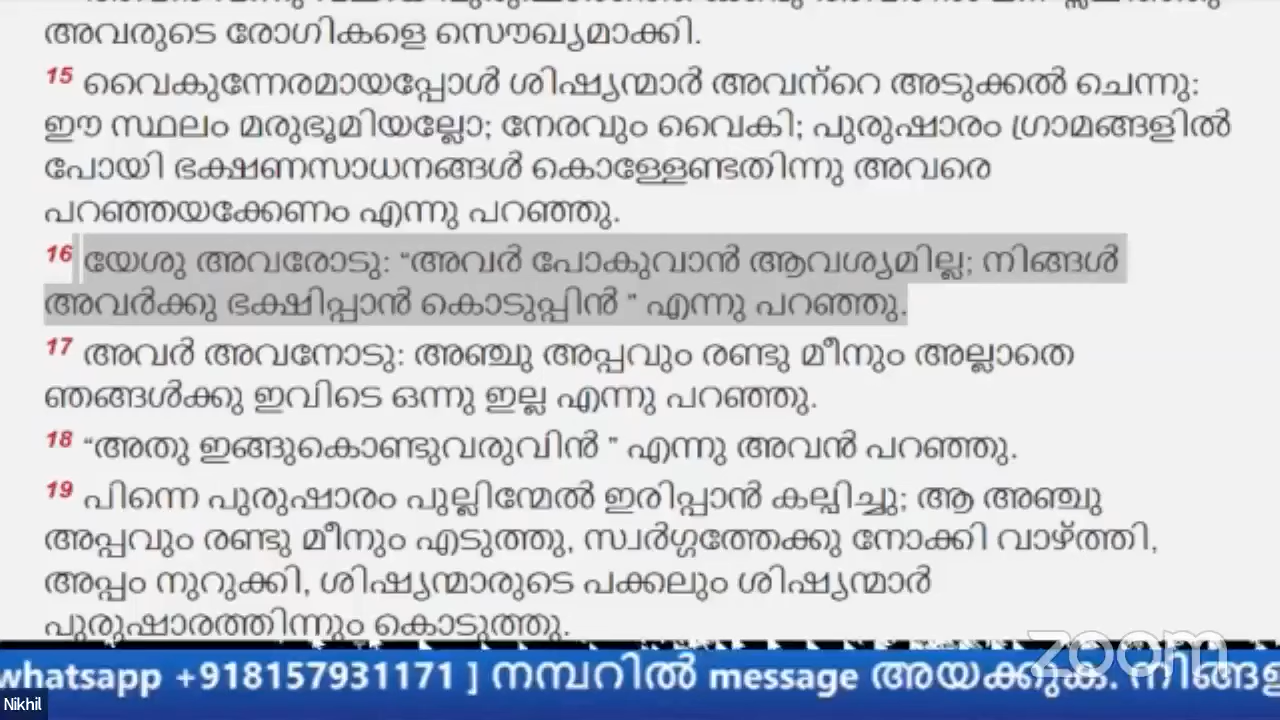 അവരുടെ രോഗികളെ സൌഖ്യമാക്കി.
15 വൈകുന്നേരമായപ്പോൾ ശിഷ്യന്മാർ അവന്റെ അടുക്കൽ ചെന്നു:
ഈ സ്ഥലം മരുഭൂമിയല്ലോ; നേരവും വൈകി; പുരുഷാരം ഗ്രാമങ്ങളിൽ
പോയി ഭക്ഷണസാധനങ്ങൾ കൊള്ളേണ്ടതിന്നു അവരെ
പറഞ്ഞയക്കേണം എന്നു പറഞ്ഞു.
16 യേശു അവരോടു: “അവർ പോകുവാൻ ആവശ്യമില്ല; നിങ്ങൾ
അവർക്കു ഭക്ഷിപ്പാൻ കൊടുപ്പിൻ ” എന്നു പറഞ്ഞു.
17 അവർ അവനോടു: അഞ്ചു അപ്പവും രണ്ടു മീനും അല്ലാതെ
ഞങ്ങൾക്കു ഇവിടെ ഒന്നു ഇല്ല എന്നു പറഞ്ഞു.
18 “അതു ഇങ്ങുകൊണ്ടുവരുവിൻ ” എന്നു അവൻ പറഞ്ഞു.
19 പിന്നെ പുരുഷാരം പുല്ലിന്മേൽ ഇരിപ്പാൻ കല്പിച്ചു; ആ അഞ്ചു
അപ്പവും രണ്ടു മീനും എടുത്തു, സ്വർഗ്ഗത്തേക്കു നോക്കി വാഴ്ത്തി,
അപ്പം നുറുക്കി, ശിഷ്യന്മാരുടെ പക്കലും ശിഷ്യന്മാർ
പുരുഷാരത്തിന്നും കൊടുത്തു.
zoom
whatsapp +918157931171 ] നമ്പറിൽ message അയക്കുക.
Nikhil